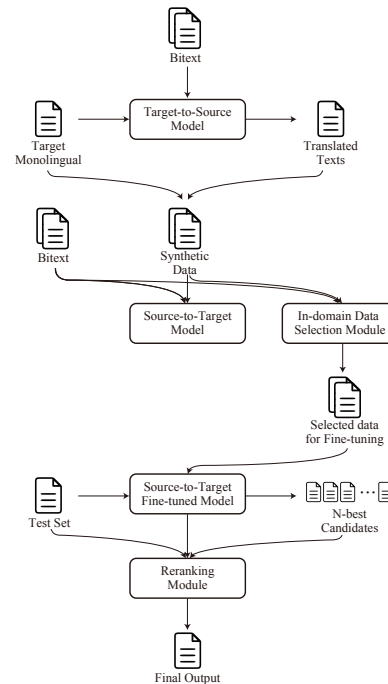 Bitext
Target-to-Source
Model
Target
Monolingual
Translated
Texts
Bitext
Synthetic
Data
Source-to-Target
Model
In-domain Data
Selection Module
Selected data
for Fine-tuning
Source-to-Target
Fine-tuned Model
Test Set
N-best
Candidates
Reranking
Module
Final Output